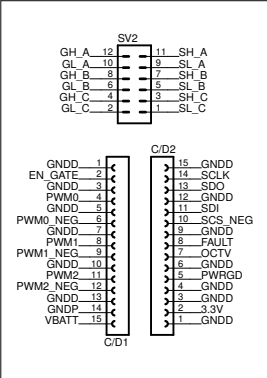 SV2
GH_A 12 11 SH_A
GL_A 10 9 SL_A
GH_B 8 7 SH_B
GL_B 6 5 SL_B
GH_C 4 3 SH_C
GL_C 2 1 SL_C
C/D2
GNDD 1 15 GNDD
EN_GATE 2 14 SCLK
GNDD 3 13 SDO
PWM0 4 12 GNDD
GNDD 5 11 SDI
PWM0_NEG 6 10 SCS_NEG
GNDD 7 9 GNDD
PWM1 8 8 FAULT
PWM1_NEG 9 7 OCTV
GNDD 10 6 GNDD
PWM2 11 5 PWRGD
PWM2_NEG 12 4 GNDD
GNDD 13 3 GNDD
GNDP 14 2 3.3V
VBATT 15 1 GNDD
C/D1